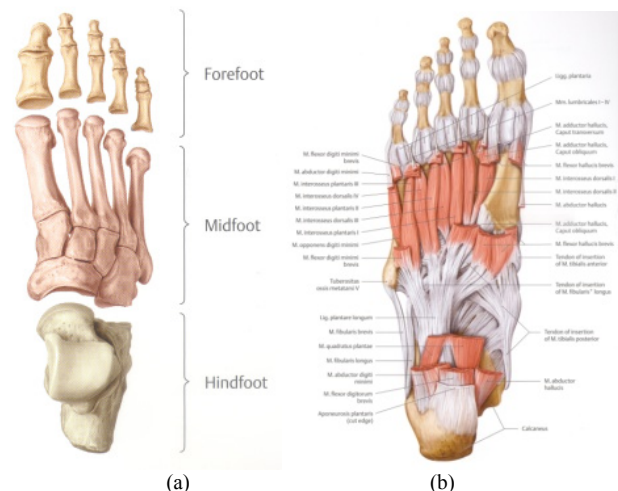 Forefoot
Midfoot
Hindfoot
(a)
M. flexor digiti minimi
brevis
M. abductor digiti minimi
M. interosseus plantaris III
M. interosseus dorsalis IV
M. interosseus plantaris II
M. interosseus dorsalis III
M. interosseus plantaris I
M. opponens digiti minimi
M. flexor digiti minimi
brevis
Tuberositas
ossis metatarsi V
Lig. plantare longum
M. fibularis brevis
M. quadratus plantae
M. fibularis longus
M. abductor digiti
minimi
M. flexor digitorum
brevis
Aponeurosis plantaris
(cut edge)
Ligg. plantaria
Mm. lumbricales I – IV
M. adductor hallucis,
Caput transversum
M. adductor hallucis,
Caput obliquum
M. flexor hallucis brevis
M. interosseus dorsalis I
M. interosseus dorsalis II
M. abductor hallucis
M. adductor hallucis,
Caput obliquum
M. flexor hallucis brevis
Tendon of insertion
of M. tibialis anterior
Tendon of insertion
of M. fibularis longus
Tendon of insertion
of M. tibialis posterior
M. abductor
hallucis
Calcaneus
(b)